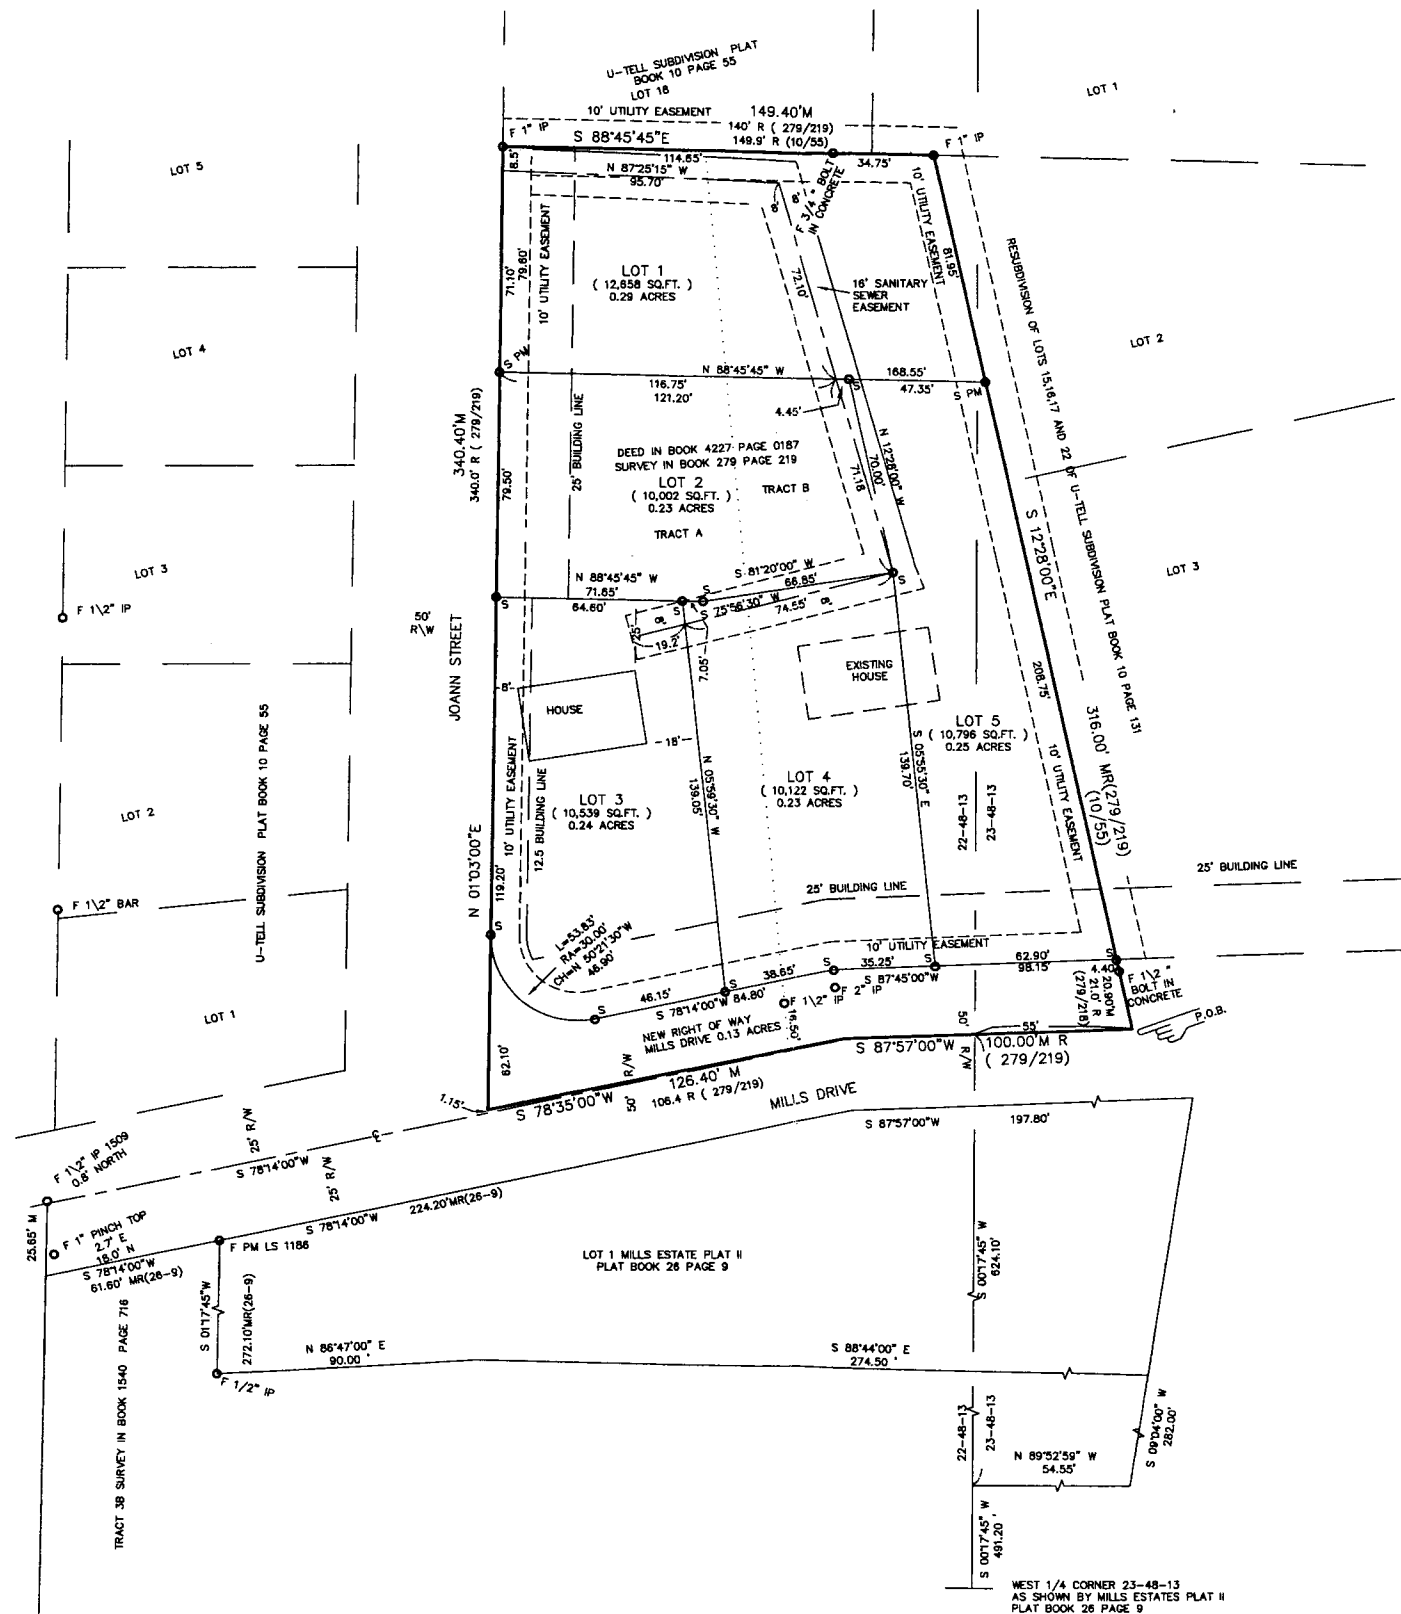 U-TELL SUBDIVISION PLAT
BOOK 10 PAGE 55
LOT 18
10' UTILITY EASEMENT
149.40'M
140' R ( 279/219)
149.9' R (10/55)
LOT 1
F 1" IP
S 88°45'45"E
F 1" IP
8.5'
114.65'
34.75'
N 87°25'15" W
95.70'
8'
8'
F 3/4" BOLT
IN CONCRETE
LOT 5
10' UTILITY EASEMENT
81.95'
71.10'
79.60'
10' UTILITY EASEMENT
LOT 1
( 12,658 SQ.FT. )
0.29 ACRES
72.10'
16' SANITARY
SEWER
EASEMENT
RESUBDIVISION OF LOTS 15,16,17 AND 22 OF U-TELL SUBDIVISION PLAT BOOK 10 PAGE 131
LOT 2
LOT 4
S PM
N 88°45'45" W
168.55'
116.75'
121.20'
47.35'
S
S PM
4.45'
340.40'M
340.0' R ( 279/219)
25' BUILDING LINE
79.50'
DEED IN BOOK 4227 PAGE 0187
SURVEY IN BOOK 279 PAGE 219
LOT 2
( 10,002 SQ.FT. )
0.23 ACRES
TRACT B
TRACT A
N 12°28'00" W
70.00'
71.18
S 12°28'00"E
LOT 3
LOT 3
F 1\2" IP
50'
R\W
JOANN STREET
N 88°45'45" W
71.65'
64.60'
S 81°20'00" W
66.85'
75°56'30" W
74.55'
S
S
S
S
S
8'
8'
25'
19.2'
7.05'
8'
HOUSE
18'
EXISTING
HOUSE
208.75'
316.00' MR(279/219)
(10/55)
U-TELL SUBDIVISION PLAT BOOK 10 PAGE 55
LOT 5
( 10,796 SQ.FT. )
0.25 ACRES
S 05°55'30" E
139.70'
N 05°59'30" W
139.05'
LOT 4
( 10,122 SQ.FT. )
0.23 ACRES
LOT 3
( 10,539 SQ.FT. )
0.24 ACRES
10' UTILITY EASEMENT
12.5 BUILDING LINE
22-48-13
23-48-13
10' UTILITY EASEMENT
LOT 2
N 01°03'00"E
119.20'
25' BUILDING LINE
25' BUILDING LINE
F 1\2" BAR
S
L=53.83'
RA=30.00'
CH=N 50°21'30"W
46.90'
10' UTILITY EASEMENT
S
S
S
S
S
38.65'
35.25'
62.90'
S 87°45'00"W
98.15'
46.15'
S 78°14'00"W 84.80'
F 1\2" IP
F 2" IP
4.40
20.90'M
21.0' R
(279/218)
F 1\2 "
BOLT IN
CONCRETE
LOT 1
NEW RIGHT OF WAY
MILLS DRIVE 0.13 ACRES
16.50'
50'
R/W
55'
P.O.B.
S 87°57'00"W
100.00'M R
( 279/219)
62.10'
1.15'
50' R/W
126.40' M
106.4 R ( 279/219)
S 78°35'00"W
MILLS DRIVE
S 87°57'00"W
197.80'
F 1\2" IP 1509
0.8' NORTH
25' R/W
S 78°14'00"W
25' R/W
S 78°14'00"W
224.20'MR(26-9)
25.65' M
F 1" PINCH TOP
2.7' E
18.0' N
S 78°14'00"W
61.60' MR(26-9)
F PM LS 1186
LOT 1 MILLS ESTATE PLAT II
PLAT BOOK 26 PAGE 9
S 00°17'45" W
624.10'
S 01°17'45"W
272.10'MR(26-9)
TRACT 3B SURVEY IN BOOK 1540 PAGE 716
N 86°47'00" E
90.00 '
S 88°44'00" E
274.50 '
F 1/2" IP
22-48-13
23-48-13
N 89°52'59" W
54.55'
S 09°04'00" W
282.00'
S 00°17'45" W
491.20 '
WEST 1/4 CORNER 23-48-13
AS SHOWN BY MILLS ESTATES PLAT II
PLAT BOOK 26 PAGE 9